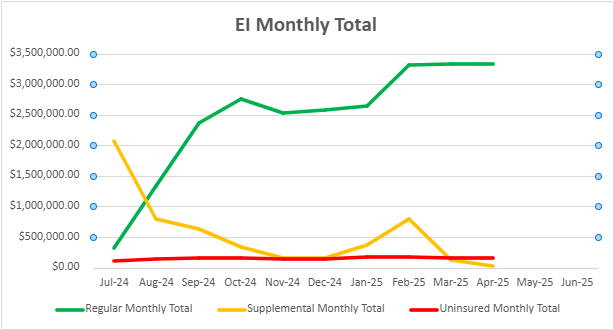 EI Monthly Total
$3,500,000.00
$3,000,000.00
$2,500,000.00
$2,000,000.00
$1,500,000.00
$1,000,000.00
$500,000.00
$0.00
Jul-24 Aug-24 Sep-24 Oct-24 Nov-24 Dec-24 Jan-25 Feb-25 Mar-25 Apr-25 May-25 Jun-25
Regular Monthly Total Supplemental Monthly Total Uninsured Monthly Total